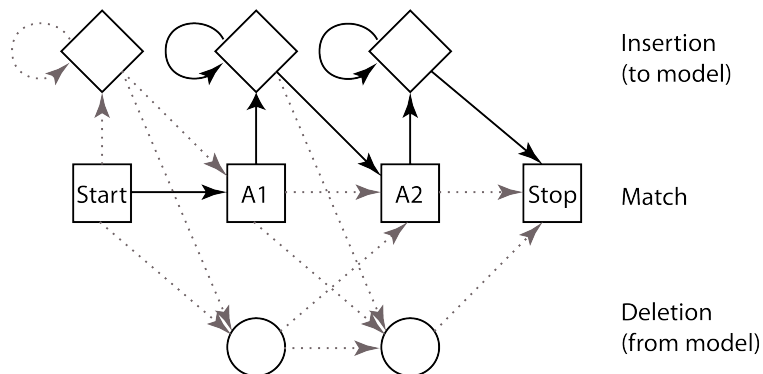 Insertion
(to model)
Start
A1
A2
Stop
Match
Deletion
(from model)